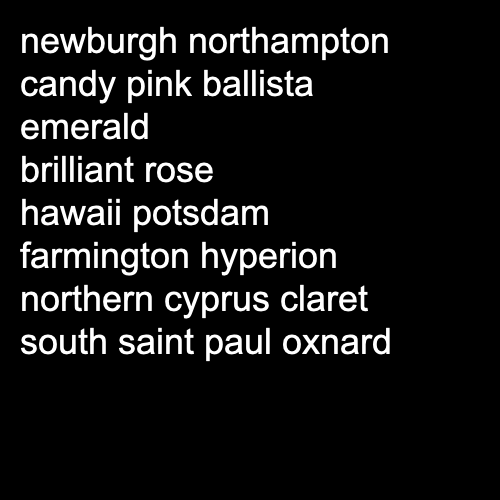 newburgh northampton
candy pink ballista
emerald
brilliant rose
hawaii potsdam
farmington hyperion
northern cyprus claret
south saint paul oxnard